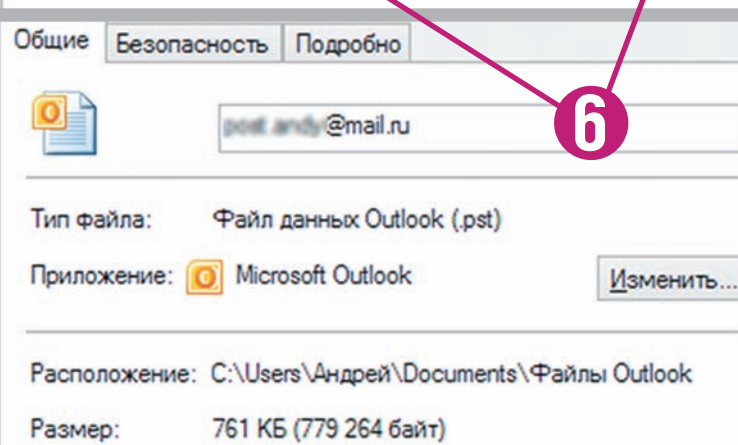 Общие Безопасность Подробно
@mail.ru
6
Тип файла: Файл данных Outlook (.pst)
Приложение: Microsoft Outlook Изменить...
Расположение: C:\Users\Андрей\Documents\Файлы Outlook
Размер: 761 КБ (779 264 байт)